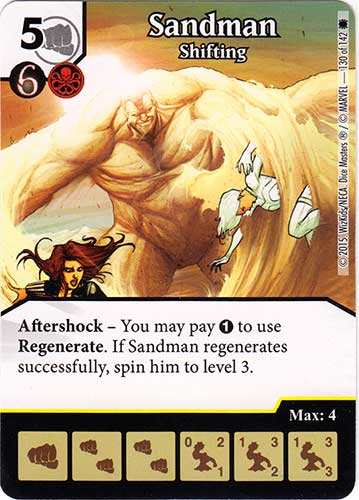 5
Sandman
Shifting
6
©2015 WizKids/NECA Dice Masters ® / © MARVEL — 130 of 142
Aftershock – You may pay 1 to use
Regenerate. If Sandman regenerates
successfully, spin him to level 3.
Max: 4
0 2 1 3 1 3
2 3 3